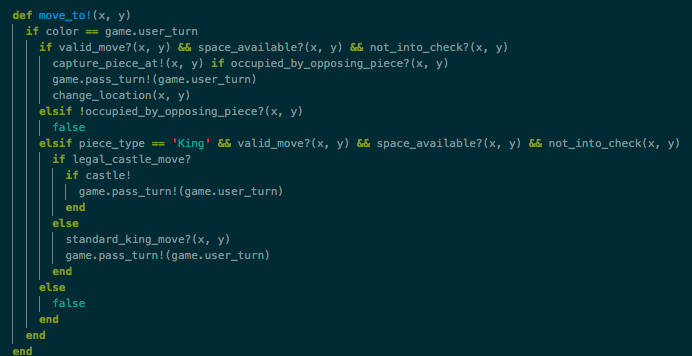 def move_to!(x, y)
if color == game.user_turn
if valid_move?(x, y) && space_available?(x, y) && not_into_check?(x, y)
capture_piece_at!(x, y) if occupied_by_opposing_piece?(x, y)
game.pass_turn!(game.user_turn)
change_location(x, y)
elsif !occupied_by_opposing_piece?(x, y)
false
elsif piece_type == 'King' && valid_move?(x, y) && space_available?(x, y) && not_into_check(x, y)
if legal_castle_move?
if castle!
game.pass_turn!(game.user_turn)
end
else
standard_king_move?(x, y)
game.pass_turn!(game.user_turn)
end
else
false
end
end
end